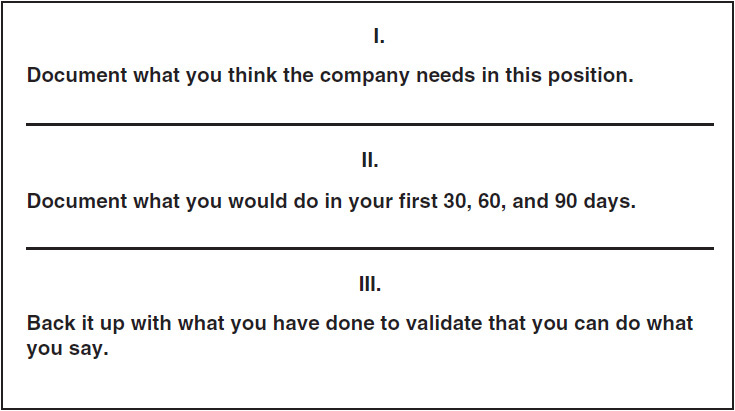 I.
Document what you think the company needs in this position.
II.
Document what you would do in your first 30, 60, and 90 days.
III.
Back it up with what you have done to validate that you can do what
you say.